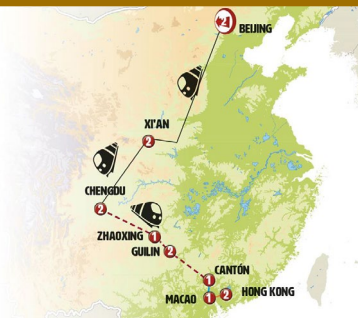 2
BEIJING
XI'AN
2
CHENGDU
2
ZHAOXING 1
GUILIN 2
CANTÓN
1
MACAO 1 2 HONG KONG